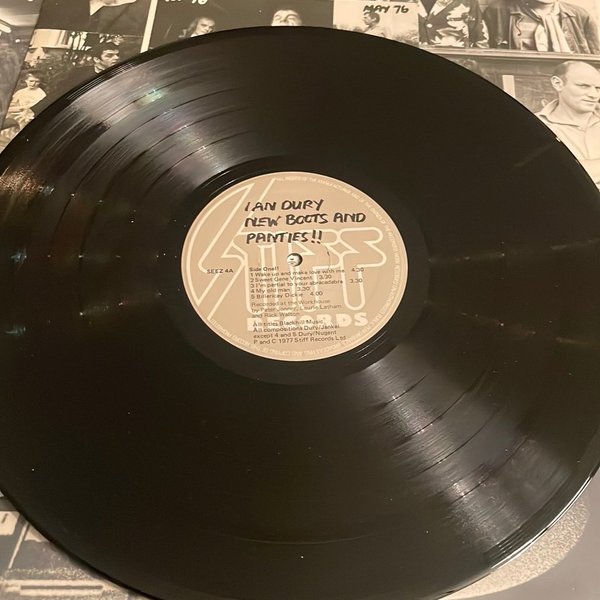 MAY 76
IAN DURY
NEW BOOTS AND
PANTIES!!
STIFF
RECORDS
SEEZ 4A
Side One!!
1 Wake up and make love with me 4.30
2 Sweet Gene Vincent 3.30
3 I'm partial to your abracadabra 3.30
4 My old man 3.30
5 Billericay Dickie 4.00
Recorded at the Workhouse
by Peter Jenner, Laurie Latham
and Rick Walton
All titles Blackhill Music
All compositions Dury/Jankel
except 4 and 5 Dury/Nugent
P and C 1977 Stiff Records Ltd.